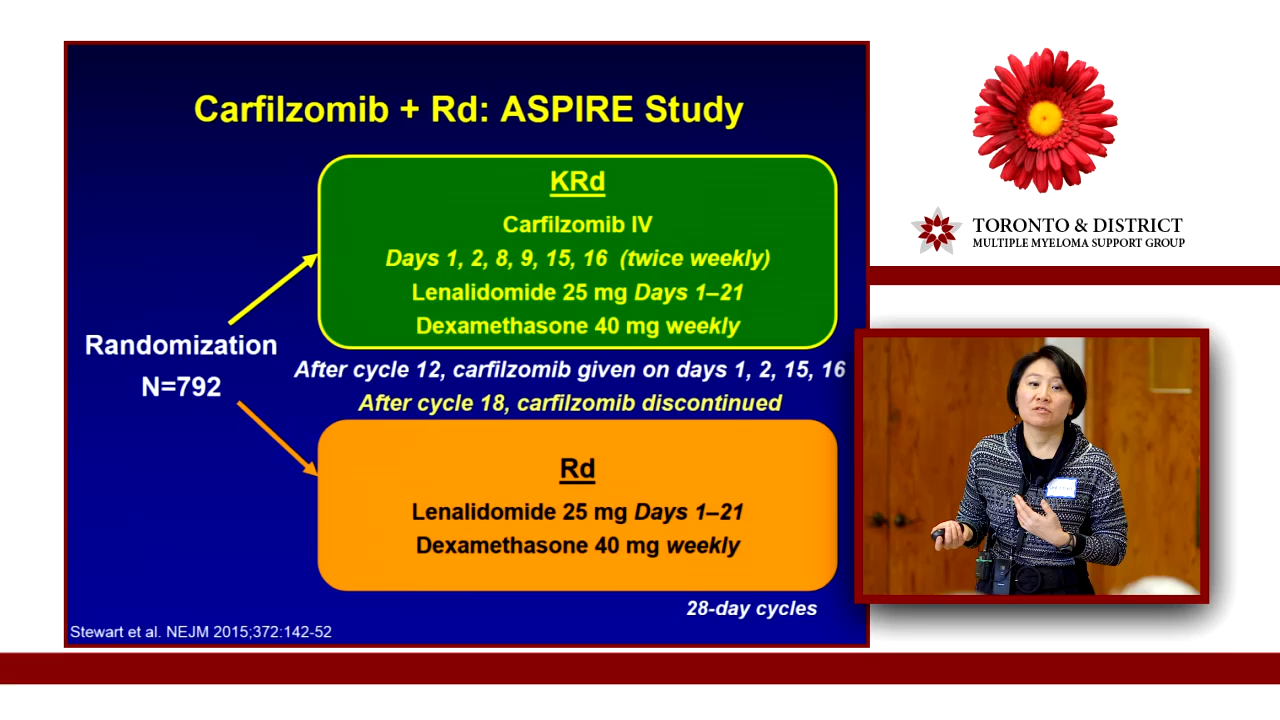 Carfilzomib + Rd: ASPIRE Study
KRd
Carfilzomib IV
Days 1, 2, 8, 9, 15, 16 (twice weekly)
Lenalidomide 25 mg Days 1–21
Dexamethasone 40 mg weekly
Randomization
N=792
After cycle 12, carfilzomib given on days 1, 2, 15, 16
After cycle 18, carfilzomib discontinued
Rd
Lenalidomide 25 mg Days 1–21
Dexamethasone 40 mg weekly
28-day cycles
Stewart et al. NEJM 2015;372:142-52
TORONTO & DISTRICT
MULTIPLE MYELOMA SUPPORT GROUP